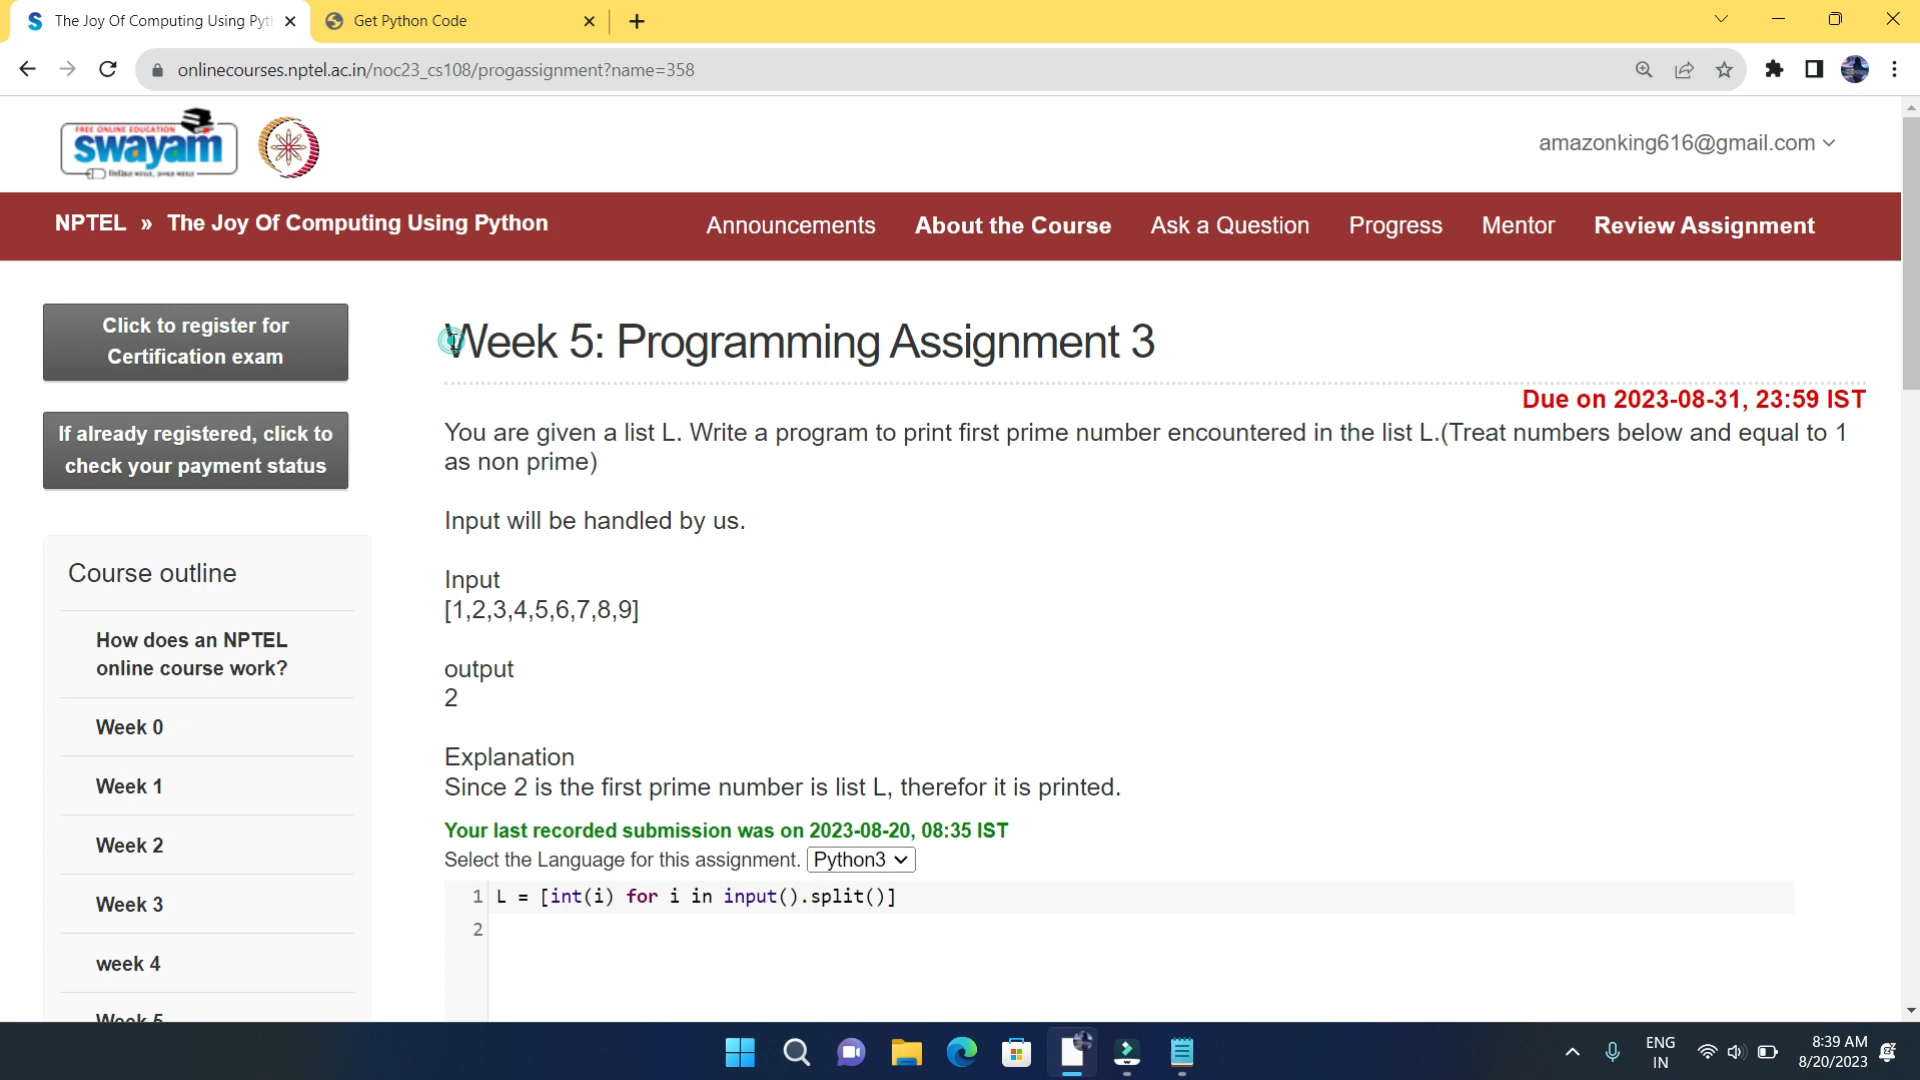 The Joy Of Computing Using Pyt
Get Python Code
onlinecourses.nptel.ac.in/noc23_cs108/progassignment?name=358
FREE ONLINE EDUCATION
swayam
amazonking616@gmail.com
NPTEL » The Joy Of Computing Using Python
Announcements
About the Course
Ask a Question
Progress
Mentor
Review Assignment
Click to register for
Certification exam
If already registered, click to
check your payment status
Course outline
How does an NPTEL
online course work?
Week 0
Week 1
Week 2
Week 3
week 4
Week 5
Week 5: Programming Assignment 3
Due on 2023-08-31, 23:59 IST
You are given a list L. Write a program to print first prime number encountered in the list L.(Treat numbers below and equal to 1
as non prime)
Input will be handled by us.
Input
[1,2,3,4,5,6,7,8,9]
output
2
Explanation
Since 2 is the first prime number is list L, therefor it is printed.
Your last recorded submission was on 2023-08-20, 08:35 IST
Select the Language for this assignment. Python3
1 L = [int(i) for i in input().split()]
2
ENG
IN
8:39 AM
8/20/2023